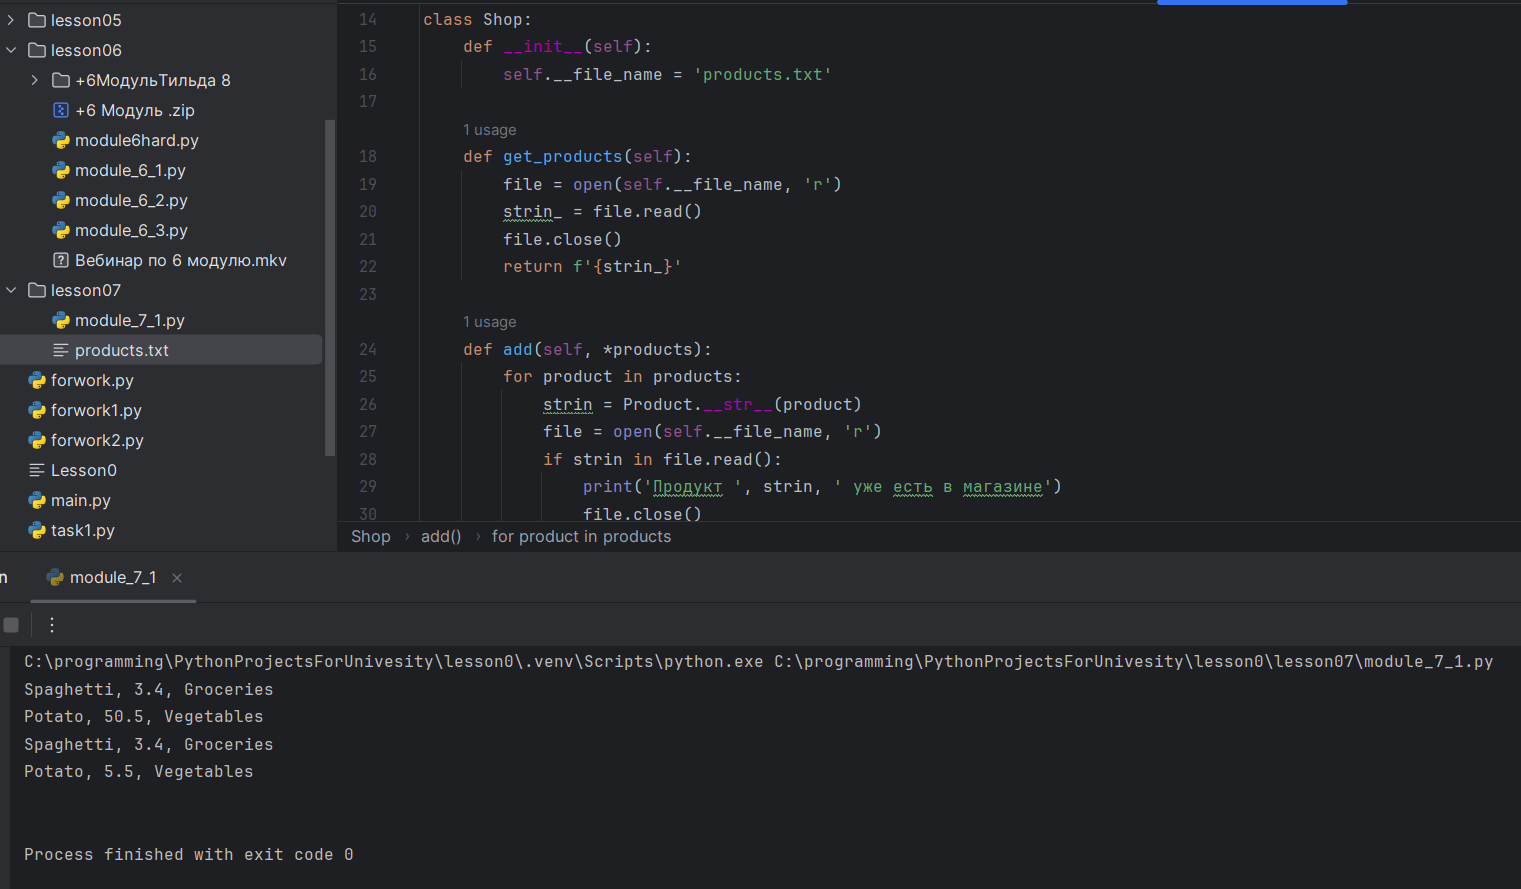 lesson05
lesson06
+6МодульТильда 8
+6 Модуль .zip
module6hard.py
module_6_1.py
module_6_2.py
module_6_3.py
Вебинар по 6 модулю.mkv
lesson07
module_7_1.py
products.txt
forwork.py
forwork1.py
forwork2.py
Lesson0
main.py
task1.py
14 class Shop:
15 def __init__(self):
16 self.__file_name = 'products.txt'
17
1 usage
18 def get_products(self):
19 file = open(self.__file_name, 'r')
20 strin_ = file.read()
21 file.close()
22 return f'{strin_}'
23
1 usage
24 def add(self, *products):
25 for product in products:
26 strin = Product.__str__(product)
27 file = open(self.__file_name, 'r')
28 if strin in file.read():
29 print('Продукт ', strin, ' уже есть в магазине')
30 file.close()
Shop › add() › for product in products
n module_7_1 ×
C:\programming\PythonProjectsForUnivesity\lesson0\.venv\Scripts\python.exe C:\programming\PythonProjectsForUnivesity\lesson0\lesson07\module_7_1.py
Spaghetti, 3.4, Groceries
Potato, 50.5, Vegetables
Spaghetti, 3.4, Groceries
Potato, 5.5, Vegetables
Process finished with exit code 0